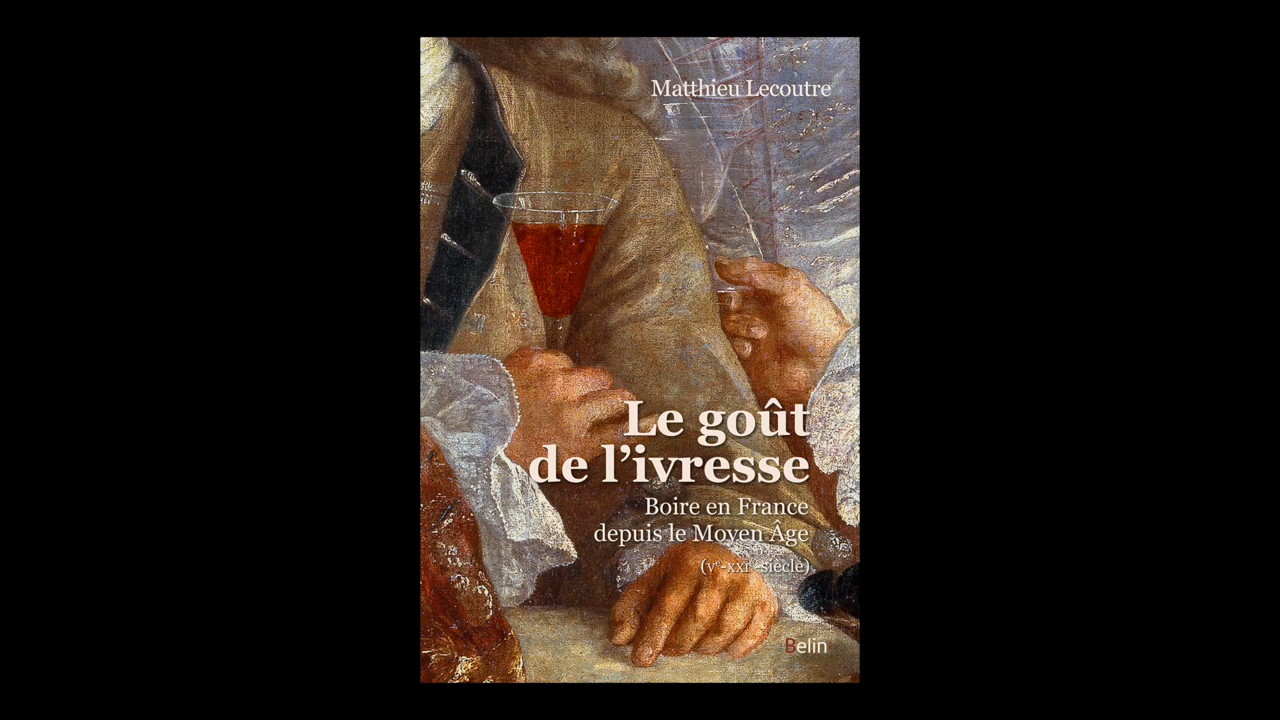 Matthieu Lecoutre
Le goût
de l’ivresse
Boire en France
depuis le Moyen Âge
(Vᵉ-XXIᵉ-siècle)
Belin